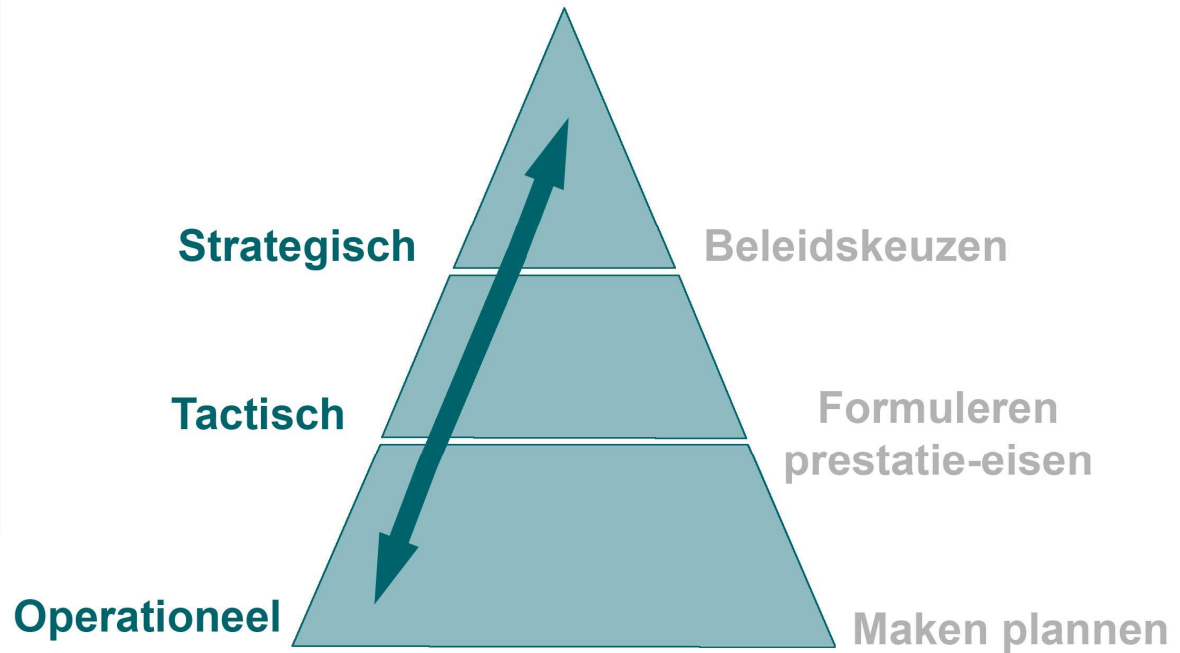 Strategisch
Beleidskeuzen
Tactisch
Formuleren
prestatie-eisen
Operationeel
Maken plannen